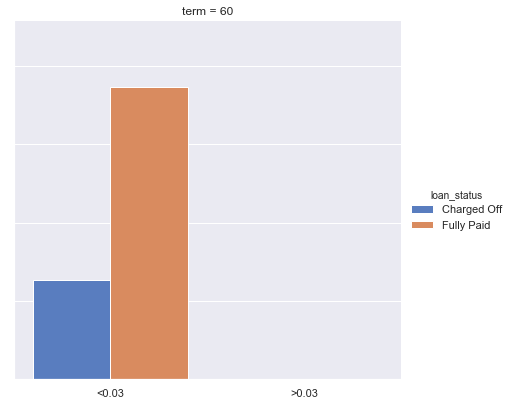 term = 60
loan_status
Charged Off
Fully Paid
<0.03
>0.03